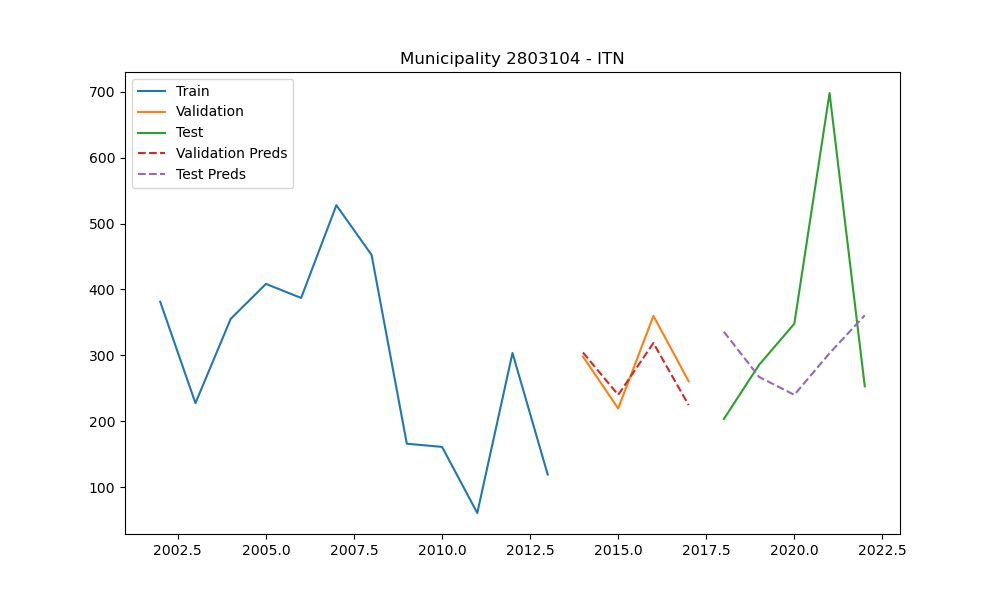 Municipality 2803104 - ITN
Train
Validation
Test
Validation Preds
Test Preds
700
600
500
400
300
200
100
2002.5 2005.0 2007.5 2010.0 2012.5 2015.0 2017.5 2020.0 2022.5